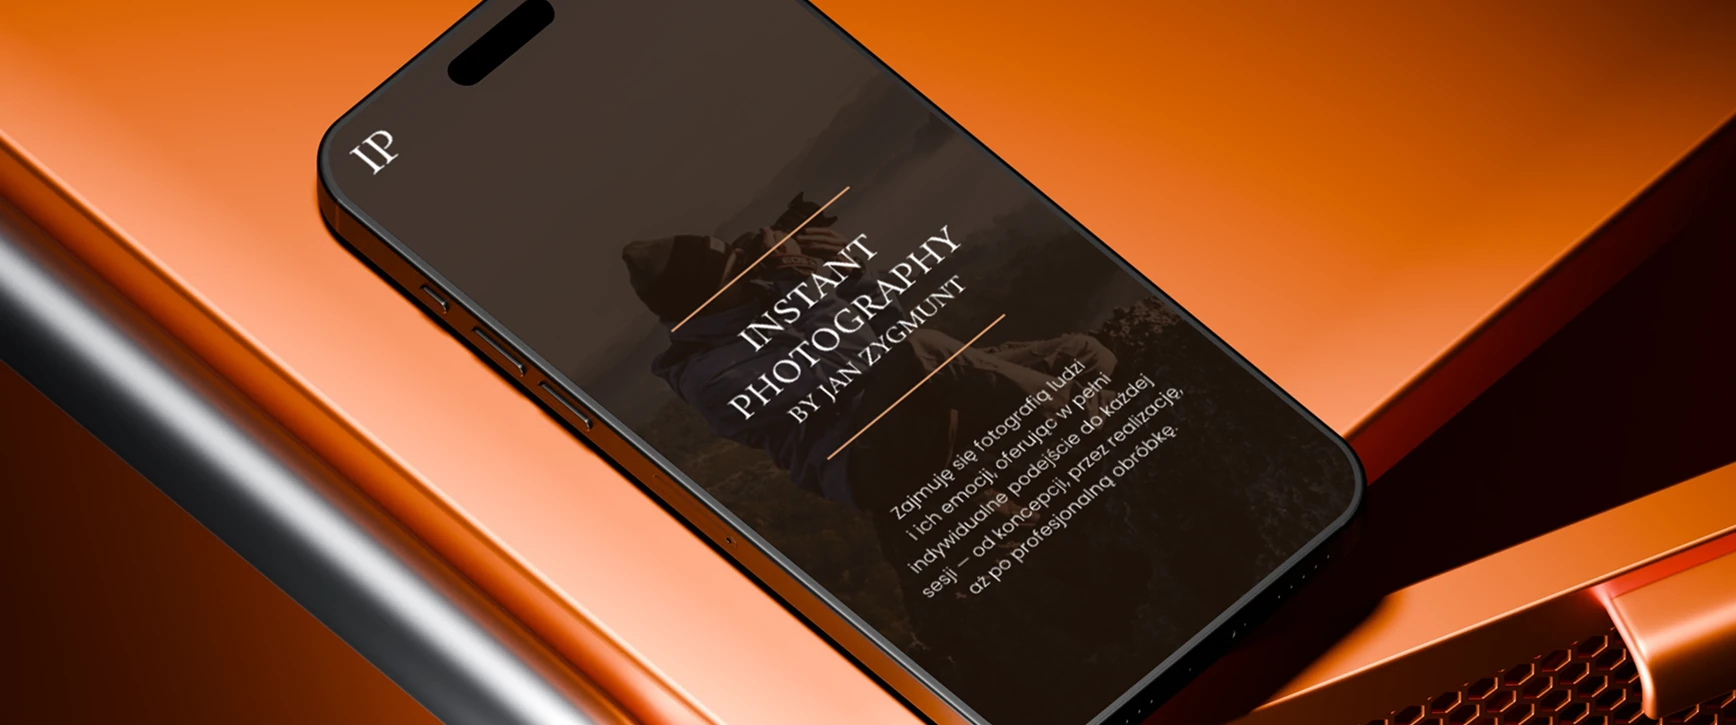 IP
INSTANT
PHOTOGRAPHY
BY JAN ZYGMUNT
Zajmuję się fotografią ludzi
i ich emocji, oferując w pełni
indywidualne podejście do każdej
sesji – od koncepcji, przez realizację,
aż po profesjonalną obróbkę.